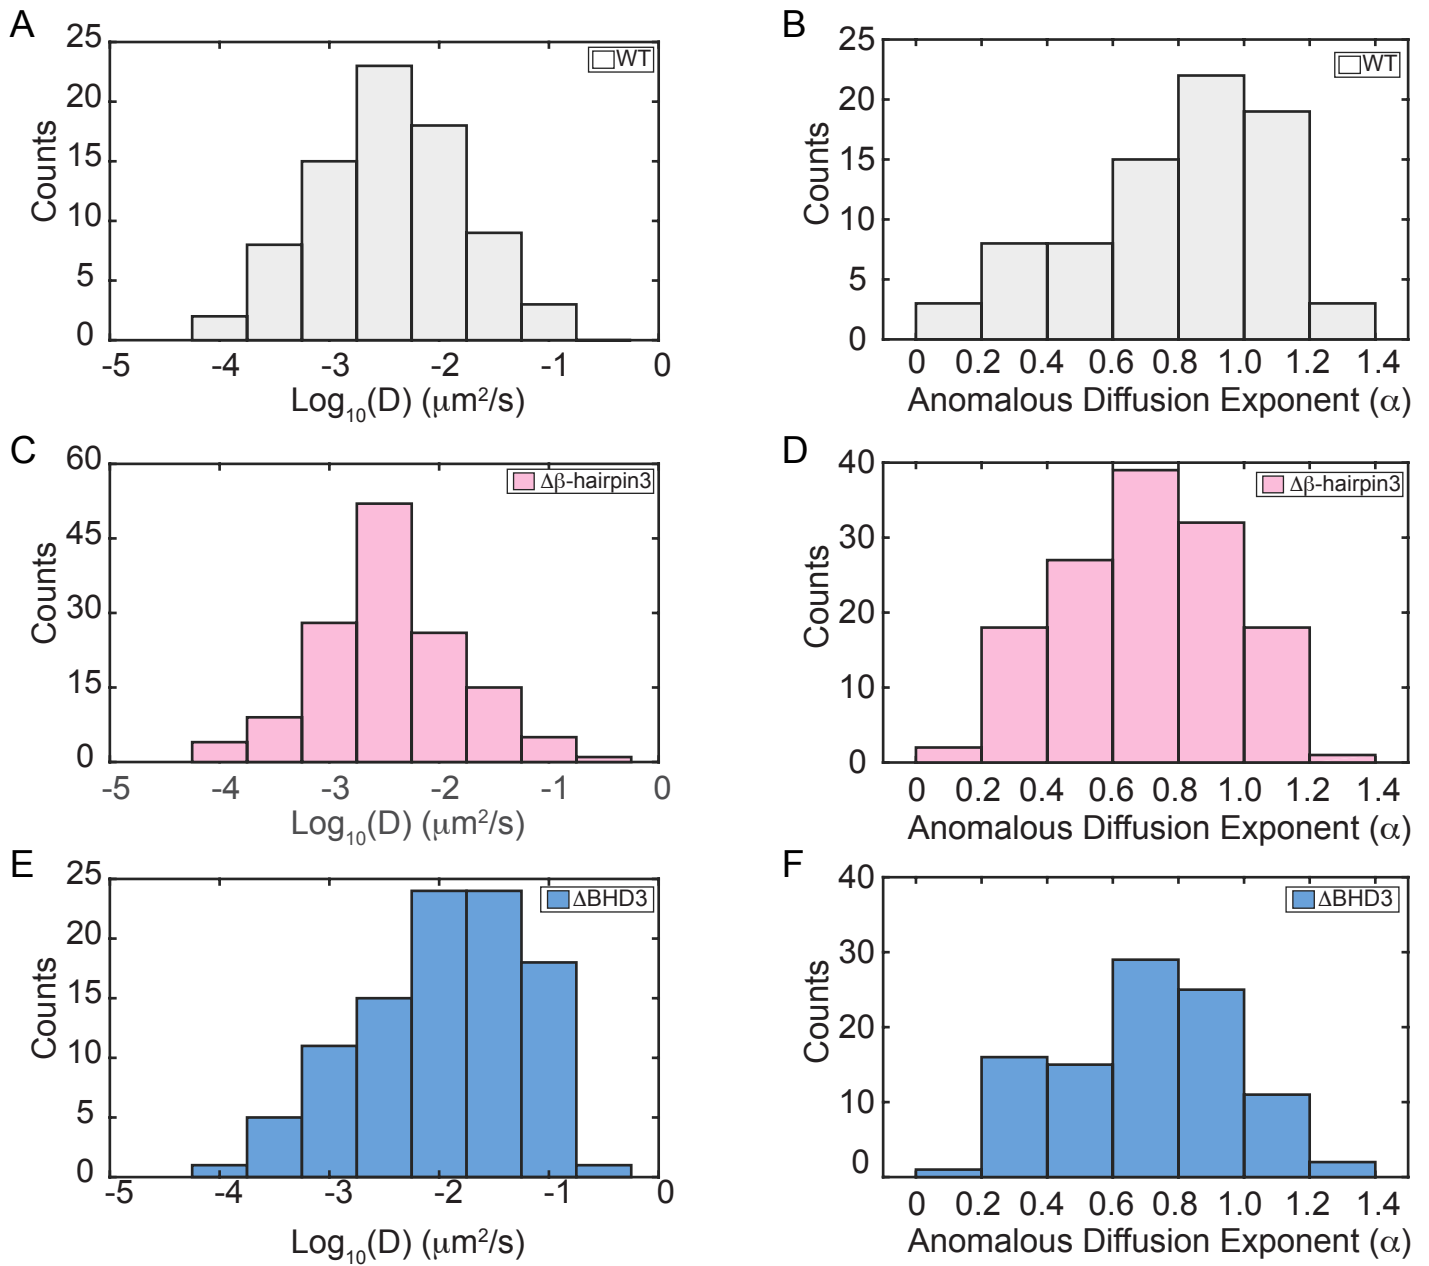 A
25
20
15
10
5
0
Counts
WT
-5 -4 -3 -2 -1 0
Log10(D) (μm²/s)
B
25
20
15
10
5
0
Counts
WT
0 0.2 0.4 0.6 0.8 1.0 1.2 1.4
Anomalous Diffusion Exponent (α)
C
60
45
30
15
0
Counts
Δβ-hairpin3
-5 -4 -3 -2 -1 0
Log10(D) (μm²/s)
D
40
30
20
10
0
Counts
Δβ-hairpin3
0 0.2 0.4 0.6 0.8 1.0 1.2 1.4
Anomalous Diffusion Exponent (α)
E
25
20
15
10
5
0
Counts
ΔBHD3
-5 -4 -3 -2 -1 0
Log10(D) (μm²/s)
F
40
30
20
10
0
Counts
ΔBHD3
0 0.2 0.4 0.6 0.8 1.0 1.2 1.4
Anomalous Diffusion Exponent (α)